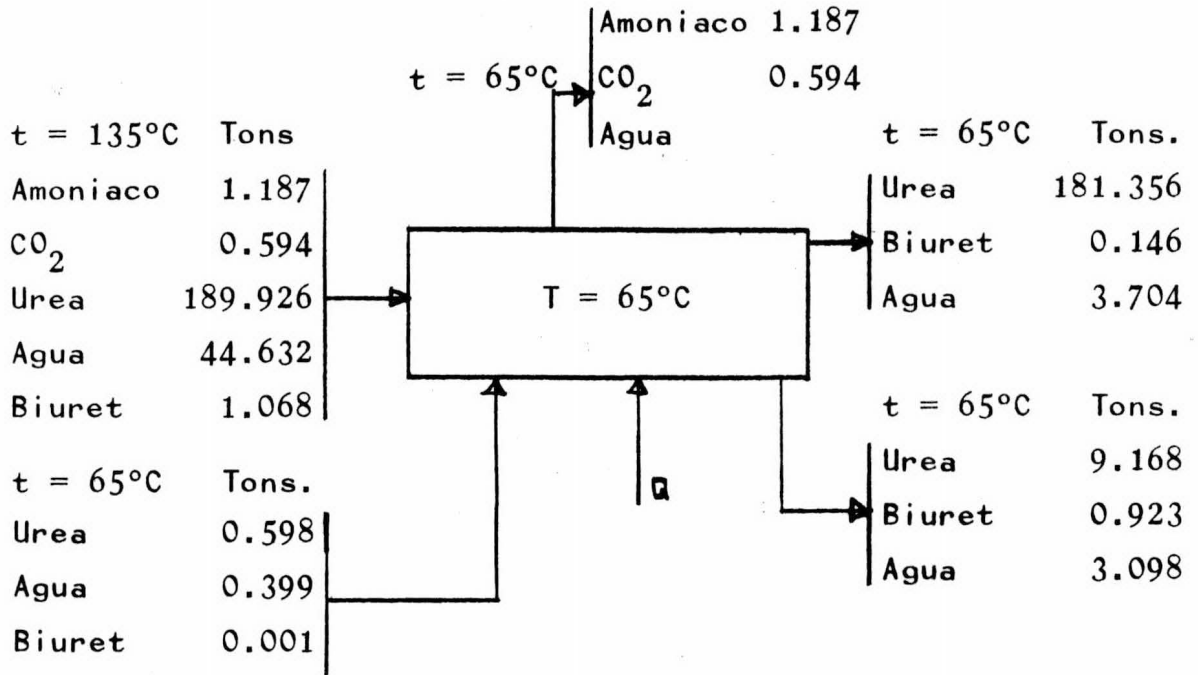 Amoniaco 1.187
t = 65°C CO2 0.594
Agua
t = 135°C Tons
Amoniaco 1.187
CO2 0.594
Urea 189.926
Agua 44.632
Biuret 1.068
t = 65°C Tons.
Urea 0.598
Agua 0.399
Biuret 0.001
T = 65°C
Q
t = 65°C Tons.
Urea 181.356
Biuret 0.146
Agua 3.704
t = 65°C Tons.
Urea 9.168
Biuret 0.923
Agua 3.098